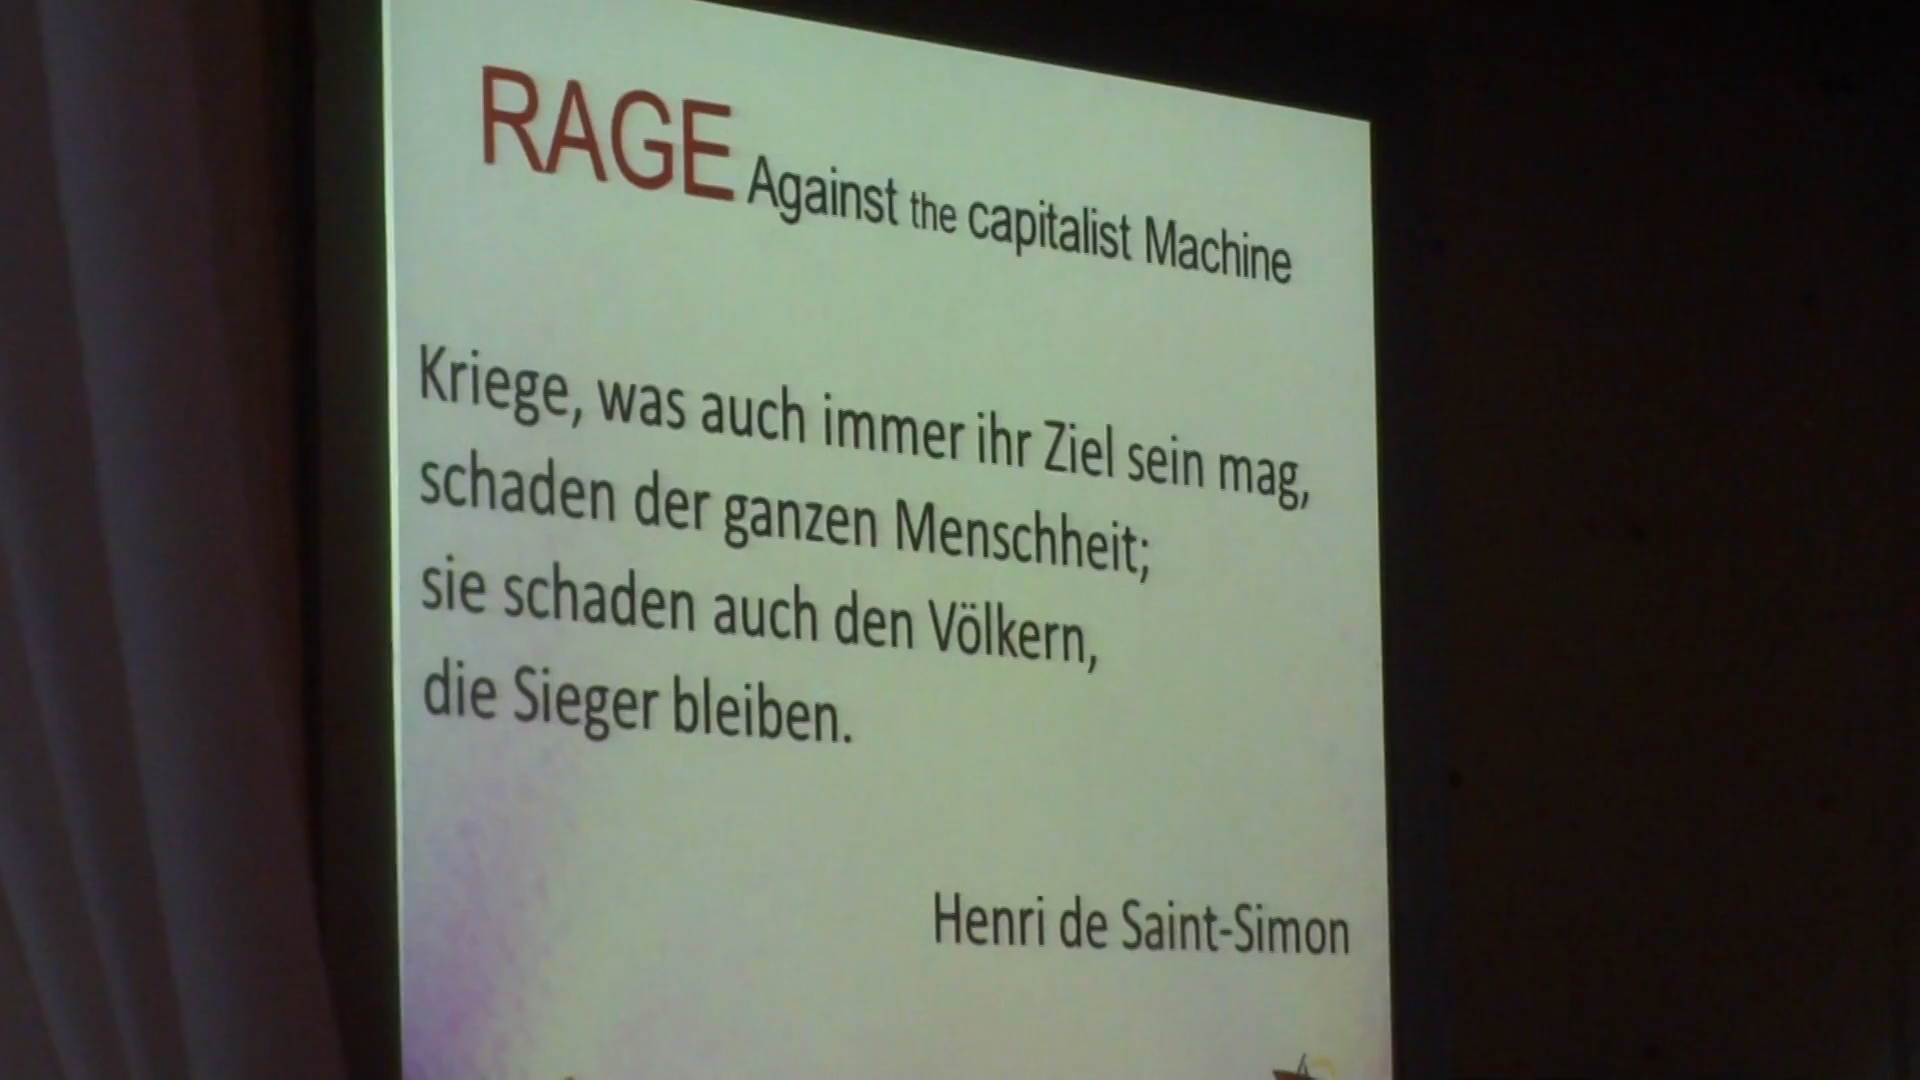 RAGE Against the capitalist Machine
Kriege, was auch immer ihr Ziel sein mag,
schaden der ganzen Menschheit;
sie schaden auch den Völkern,
die Sieger bleiben.
Henri de Saint-Simon